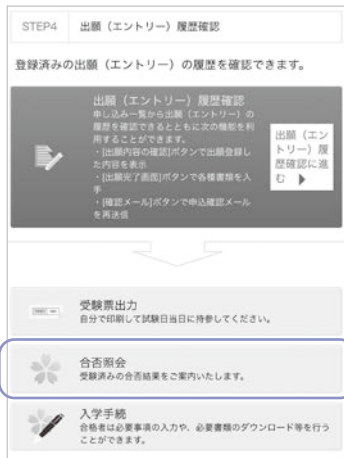 STEP4 出願（エントリー）履歴確認
登録済みの出願（エントリー）の履歴を確認できます。
出願（エントリー）履歴確認
申し込み一覧から出願（エントリー）の
履歴を確認できるとともに次の機能を利
用することができます。
・[出願内容の確認]ボタンで出願登録し
た内容を表示
・[出願完了画面]ボタンで各種書類を入
手
・[確認メール]ボタンで申込確認メール
を再送信
出願（エン
トリー）履
歴確認に進
む ▶
受験票出力
自分で印刷して試験日当日に持参してください。
合否照会
受験済みの合否結果をご案内いたします。
入学手続
合格者は必要事項の入力や、必要書類のダウンロード等を行う
ことができます。